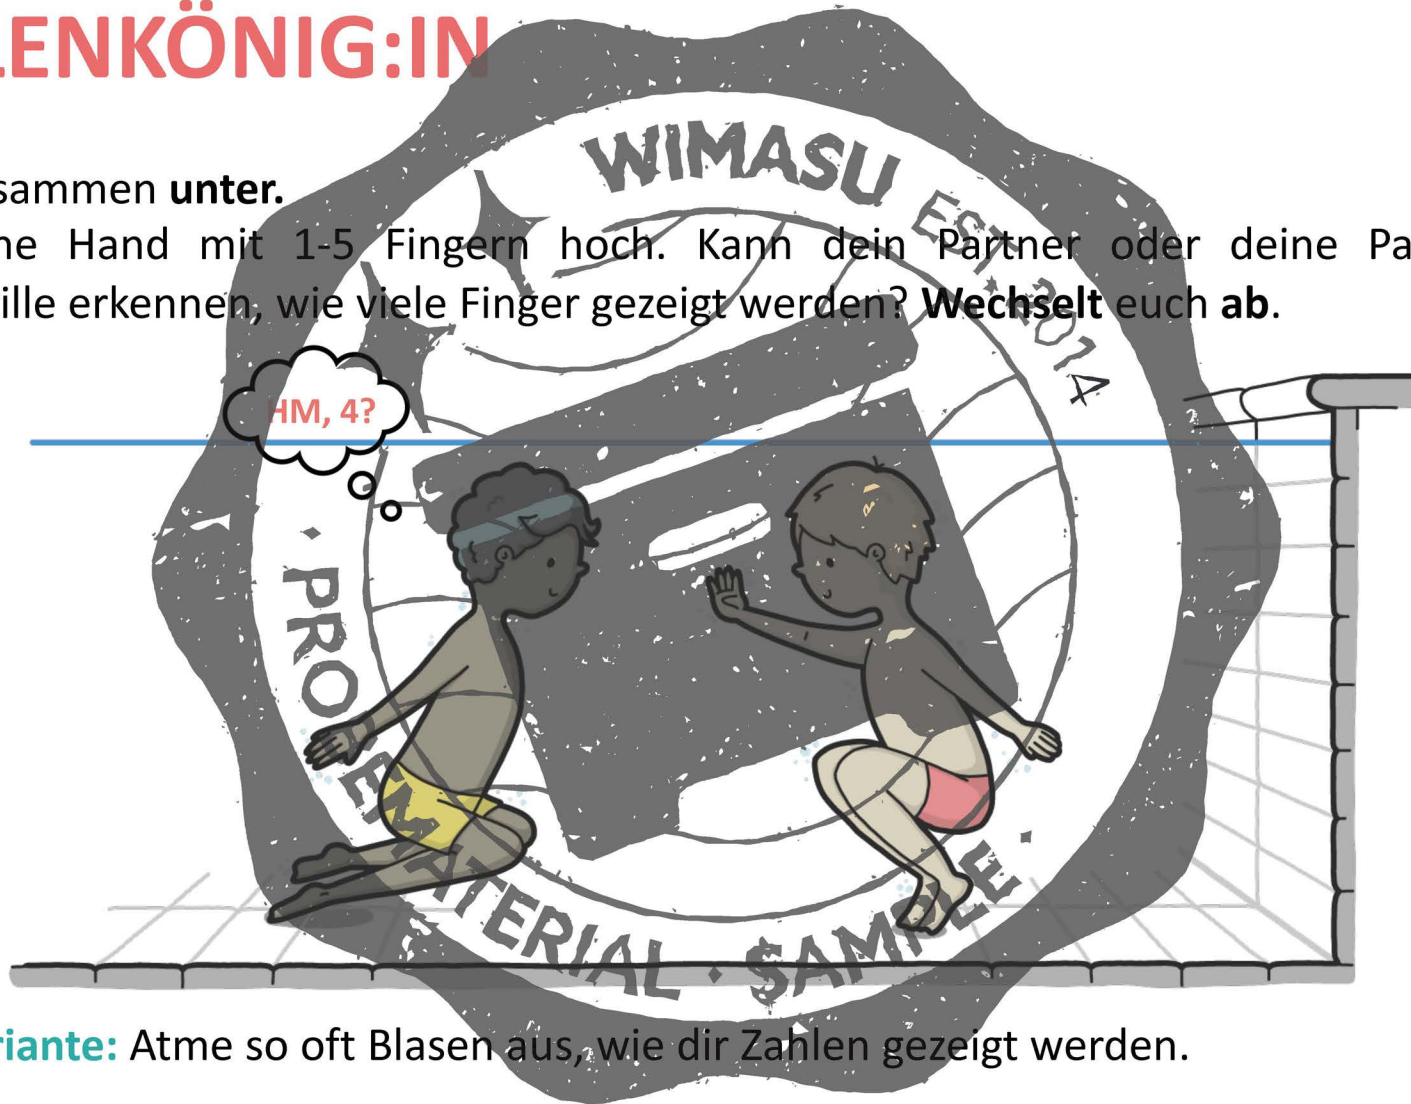 LENKÖNIG:IN
sammen unter.
ne Hand mit 1-5 Fingern hoch. Kann dein Partner oder deine Pa
ille erkennen, wie viele Finger gezeigt werden? Wechselt euch ab.
HM, 4?
riante: Atme so oft Blasen aus, wie dir Zahlen gezeigt werden.
WIMASU EST. 2014
· PROBEMATERIAL · SAMPLE ·